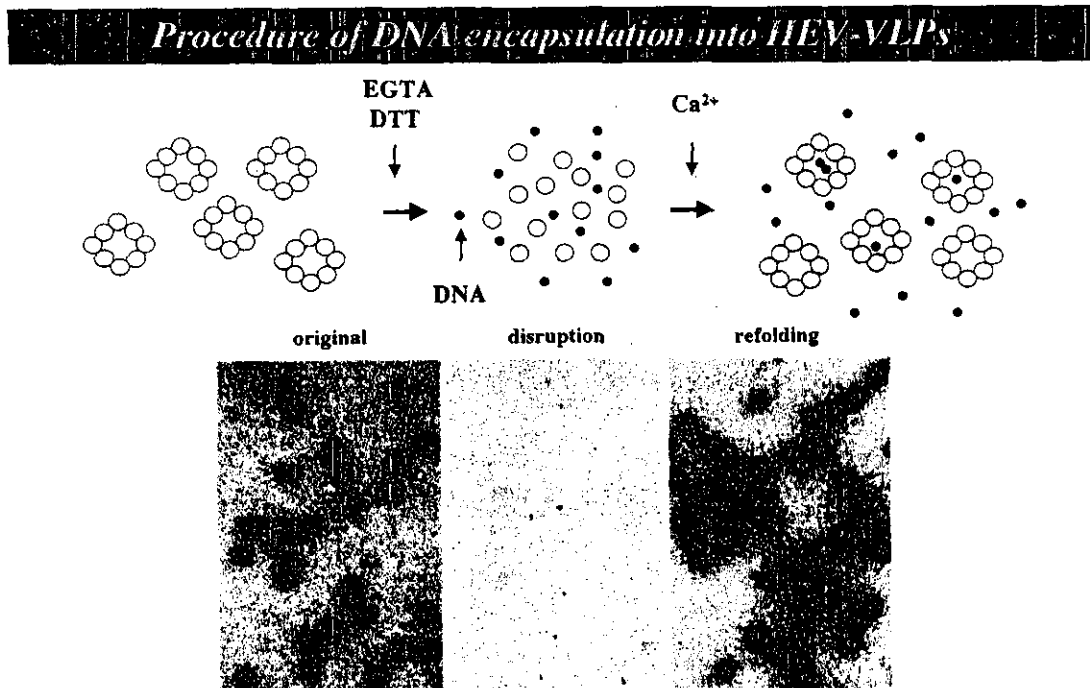 Procedure of DNA encapsulation into HEV-VLPs
EGTA
DTT
Ca²⁺
DNA
original
disruption
refolding